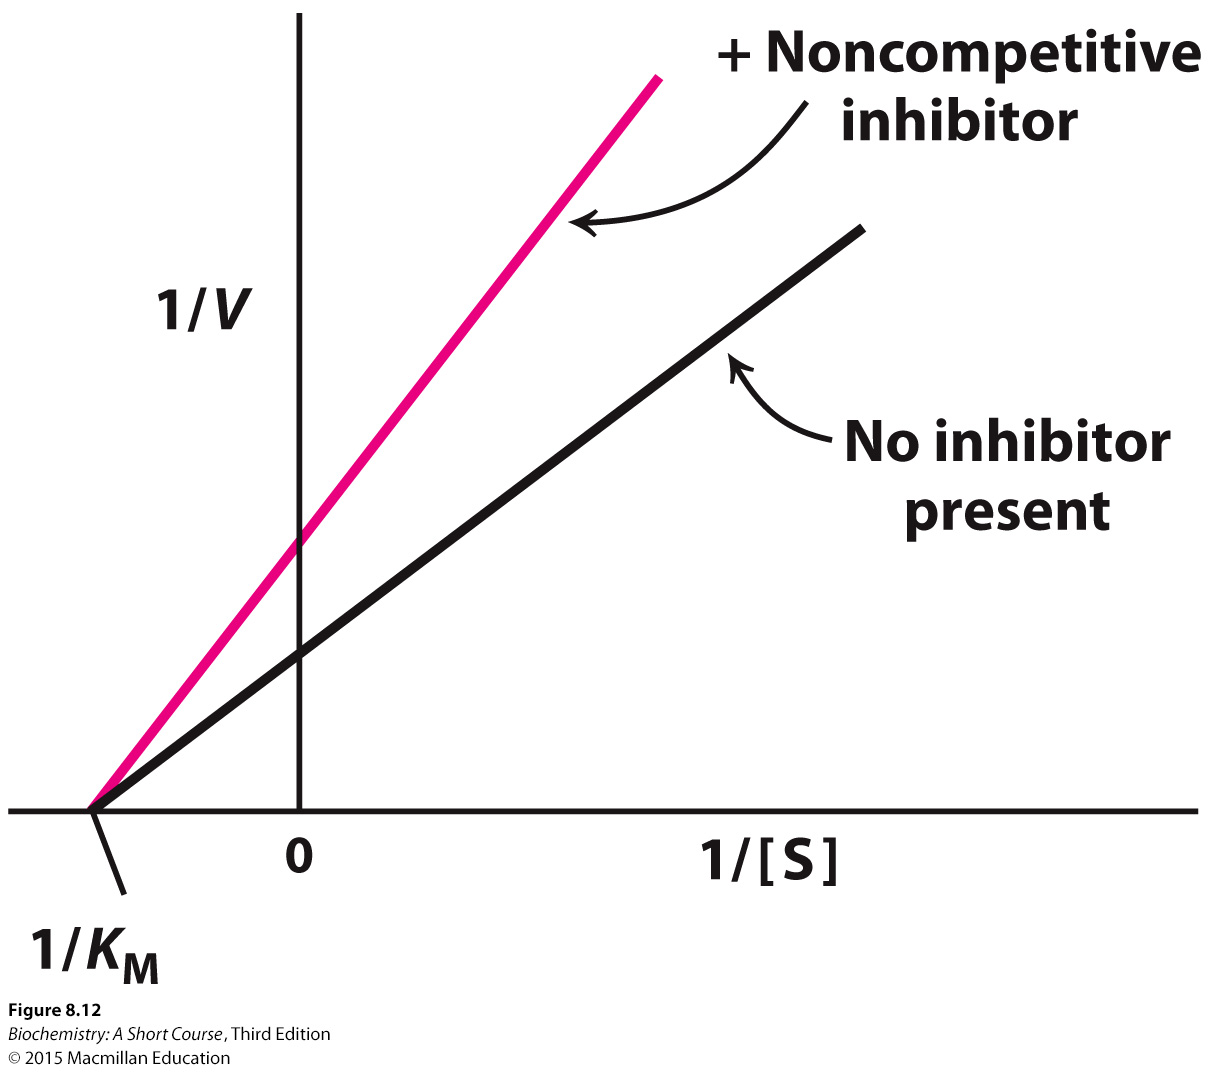 + Noncompetitive
inhibitor
1/V
No inhibitor
present
0
1/[S]
1/KM
Figure 8.12
Biochemistry: A Short Course, Third Edition
© 2015 Macmillan Education